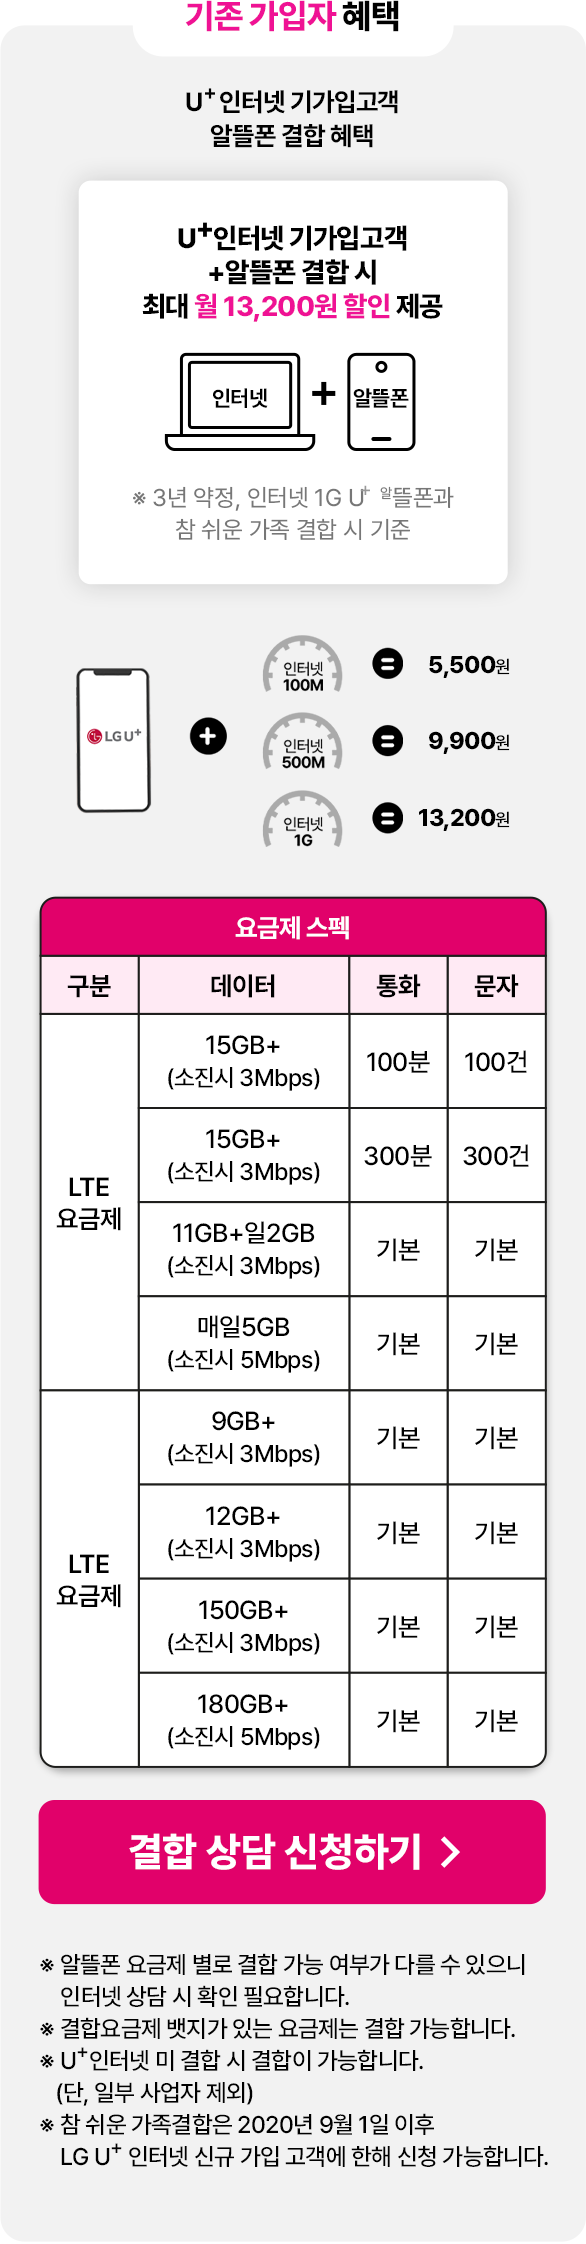 기존 가입자 혜택
U+ 인터넷 기가입고객
알뜰폰 결합 혜택
U+인터넷 기가입고객
+알뜰폰 결합 시
최대 월 13,200원 할인 제공
인터넷 + 알뜰폰
※ 3년 약정, 인터넷 1G U+ 알뜰폰과
참 쉬운 가족 결합 시 기준
LG U+
+
인터넷
100M
= 5,500원
인터넷
500M
= 9,900원
인터넷
1G
= 13,200원
요금제 스펙
구분 데이터 통화 문자
LTE
요금제
15GB+
(소진시 3Mbps)
100분 100건
15GB+
(소진시 3Mbps)
300분 300건
11GB+일2GB
(소진시 3Mbps)
기본 기본
매일5GB
(소진시 5Mbps)
기본 기본
LTE
요금제
9GB+
(소진시 3Mbps)
기본 기본
12GB+
(소진시 3Mbps)
기본 기본
150GB+
(소진시 3Mbps)
기본 기본
180GB+
(소진시 5Mbps)
기본 기본
결합 상담 신청하기 >
※ 알뜰폰 요금제 별로 결합 가능 여부가 다를 수 있으니
인터넷 상담 시 확인 필요합니다.
※ 결합요금제 뱃지가 있는 요금제는 결합 가능합니다.
※ U+인터넷 미 결합 시 결합이 가능합니다.
(단, 일부 사업자 제외)
※ 참 쉬운 가족결합은 2020년 9월 1일 이후
LG U+ 인터넷 신규 가입 고객에 한해 신청 가능합니다.